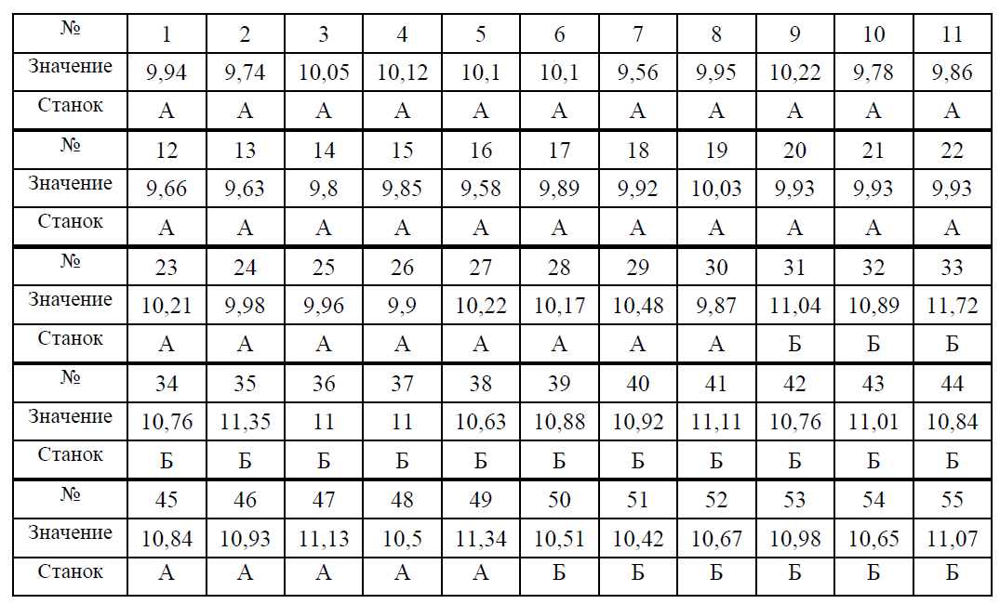 № 1 2 3 4 5 6 7 8 9 10 11
Значение 9,94 9,74 10,05 10,12 10,1 10,1 9,56 9,95 10,22 9,78 9,86
Станок А А А А А А А А А А А
№ 12 13 14 15 16 17 18 19 20 21 22
Значение 9,66 9,63 9,8 9,85 9,58 9,89 9,92 10,03 9,93 9,93 9,93
Станок А А А А А А А А А А А
№ 23 24 25 26 27 28 29 30 31 32 33
Значение 10,21 9,98 9,96 9,9 10,22 10,17 10,48 9,87 11,04 10,89 11,72
Станок А А А А А А А А Б Б Б
№ 34 35 36 37 38 39 40 41 42 43 44
Значение 10,76 11,35 11 11 10,63 10,88 10,92 11,11 10,76 11,01 10,84
Станок Б Б Б Б Б Б Б Б Б Б Б
№ 45 46 47 48 49 50 51 52 53 54 55
Значение 10,84 10,93 11,13 10,5 11,34 10,51 10,42 10,67 10,98 10,65 11,07
Станок А А А А А Б Б Б Б Б Б